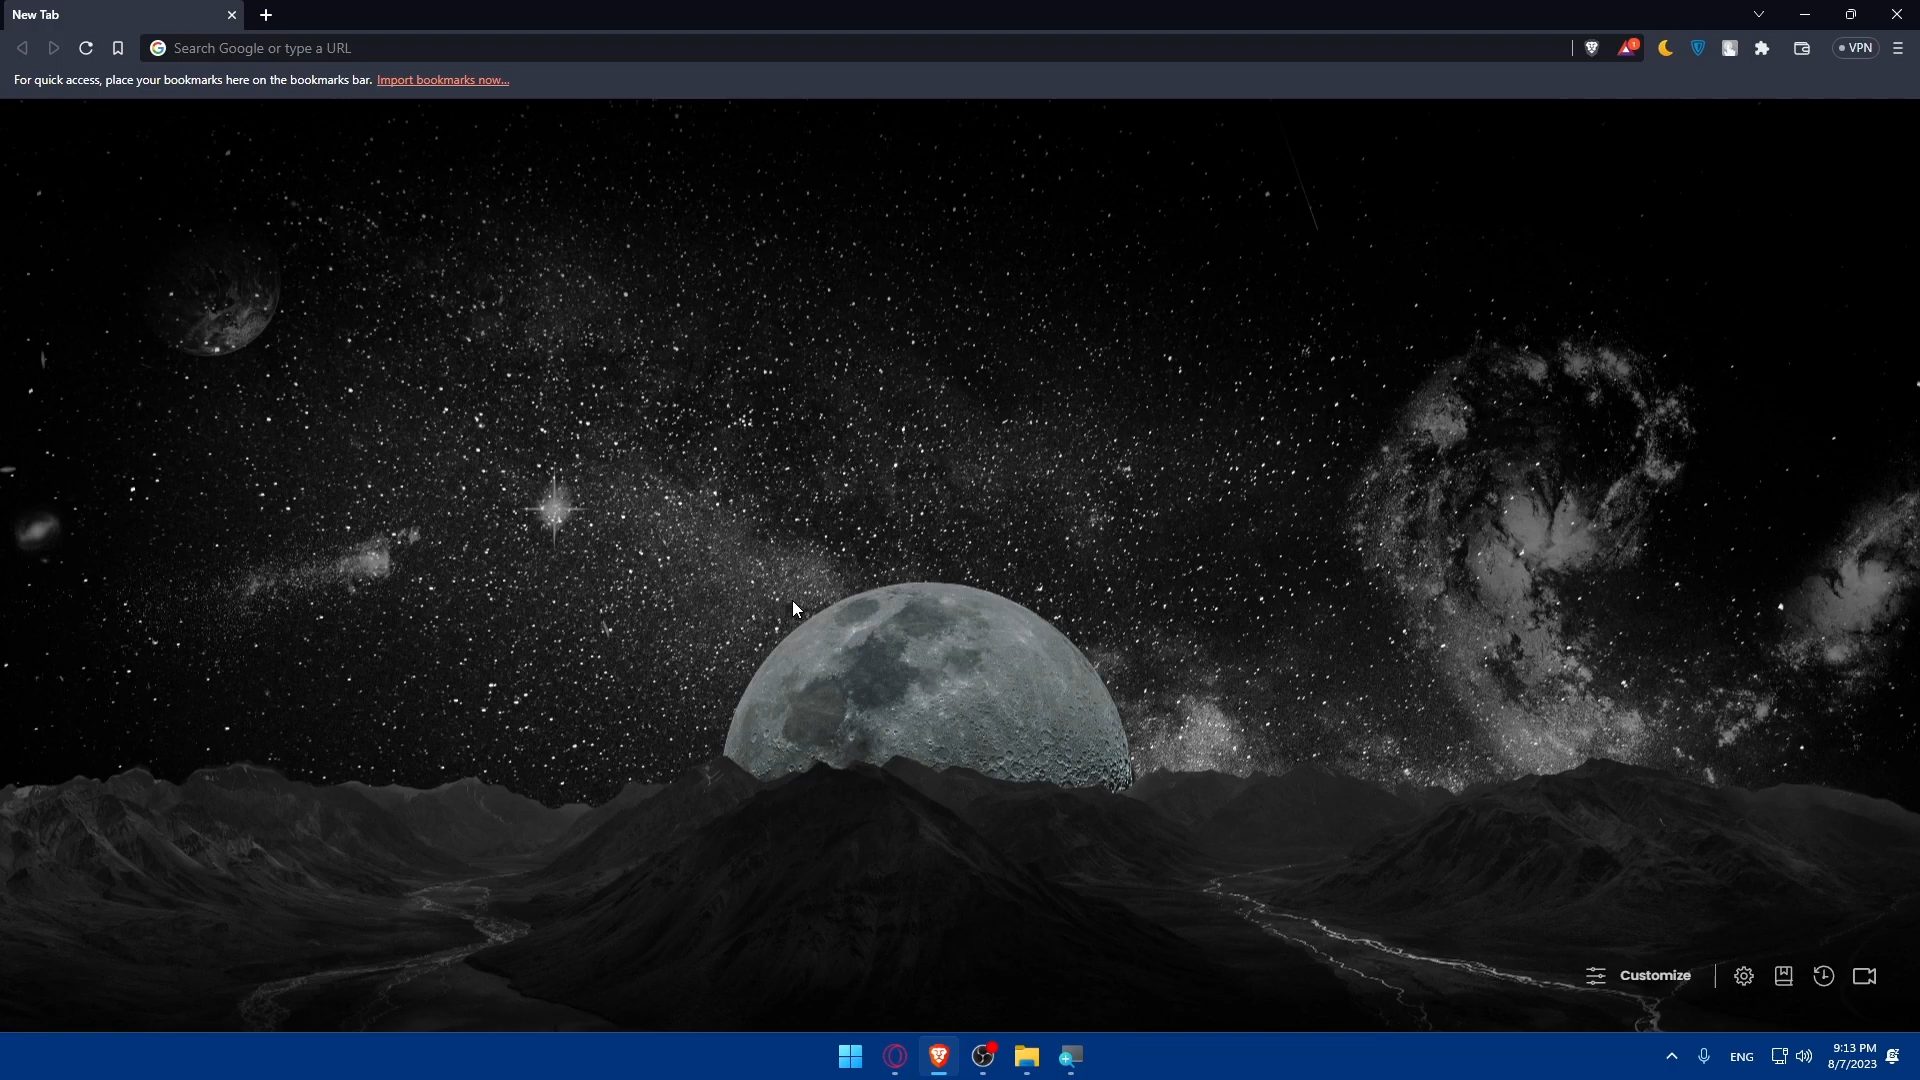 New Tab
Search Google or type a URL
1
VPN
For quick access, place your bookmarks here on the bookmarks bar. Import bookmarks now...
Customize
ENG
9:13 PM
8/7/2023